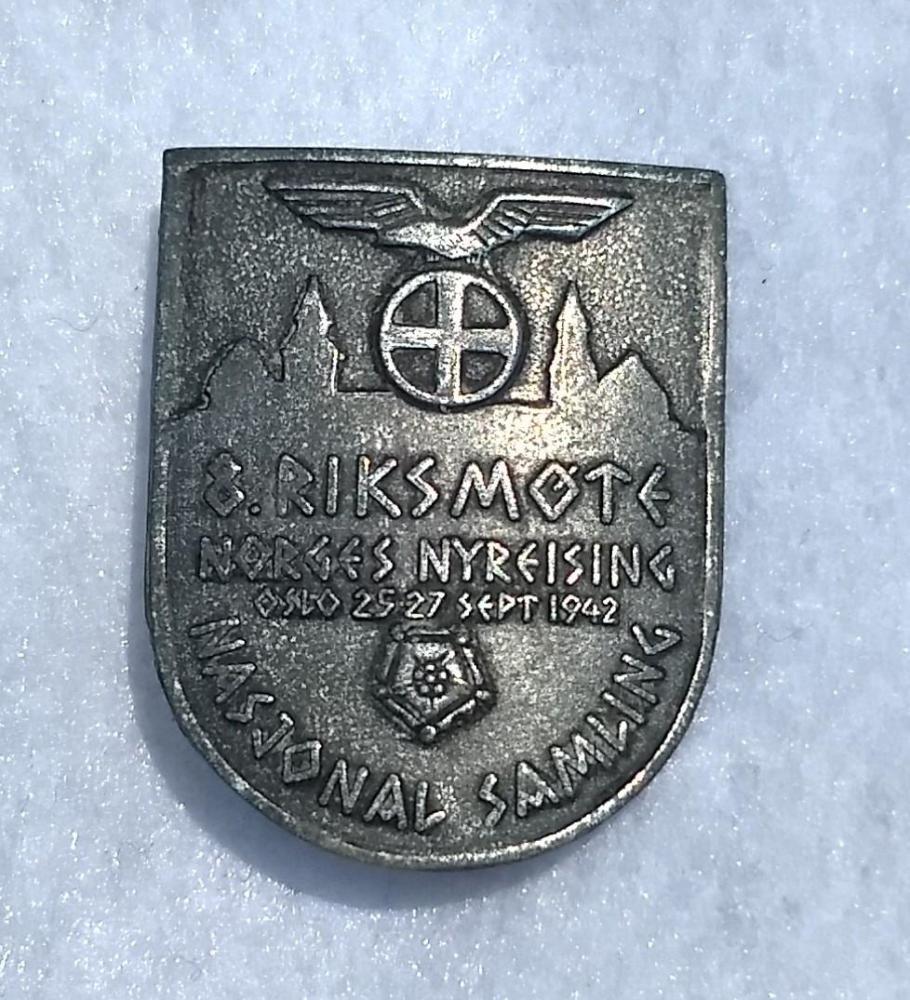 8. RIKSMØTE
NORGES NYREISING
OSLO 25-27 SEPT 1942
NASJONAL SAMLING